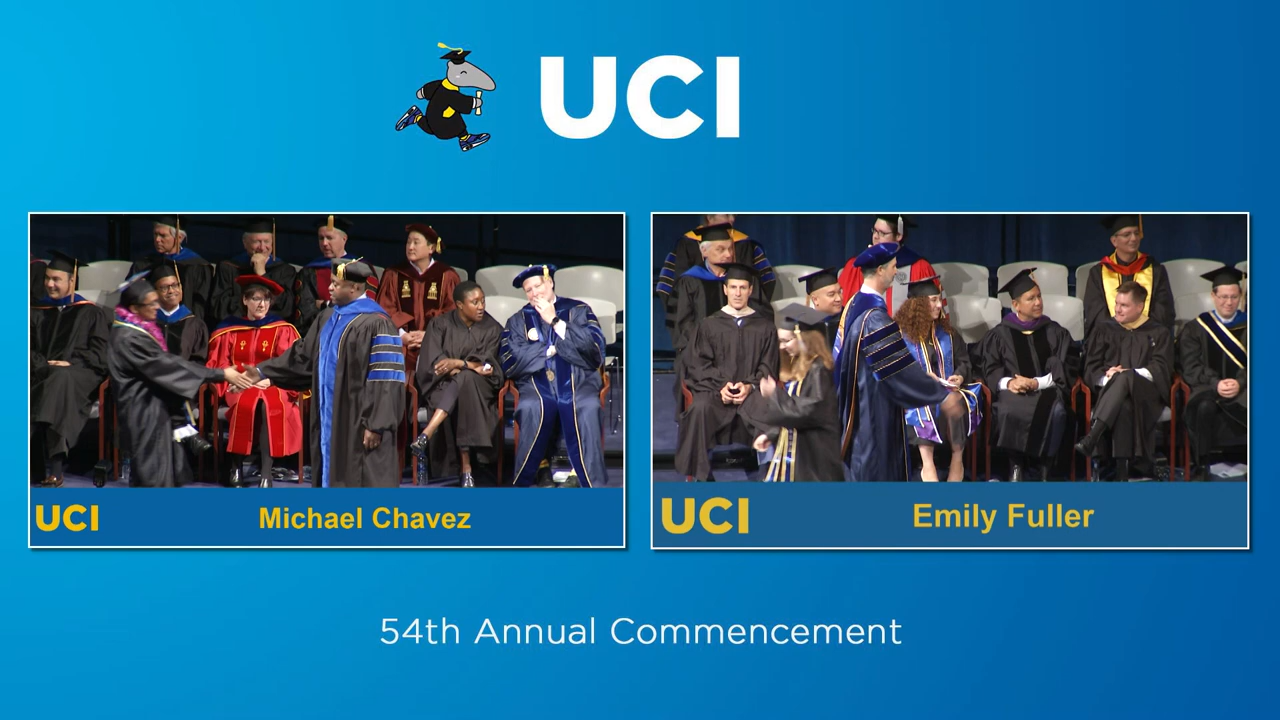 UCI
UCI
Michael Chavez
UCI
Emily Fuller
54th Annual Commencement